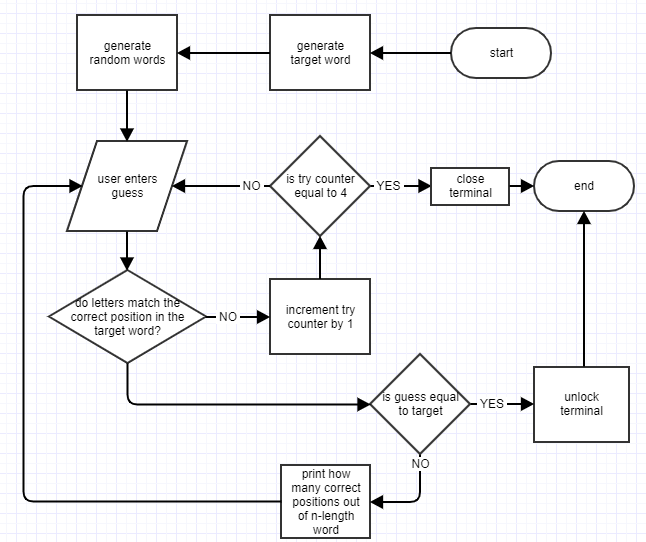 generate
random words
generate
target word
start
user enters
guess
NO
is try counter
equal to 4
YES
close
terminal
end
do letters match the
correct position in the
target word?
NO
increment try
counter by 1
is guess equal
to target
YES
unlock
terminal
NO
print how
many correct
positions out
of n-length
word